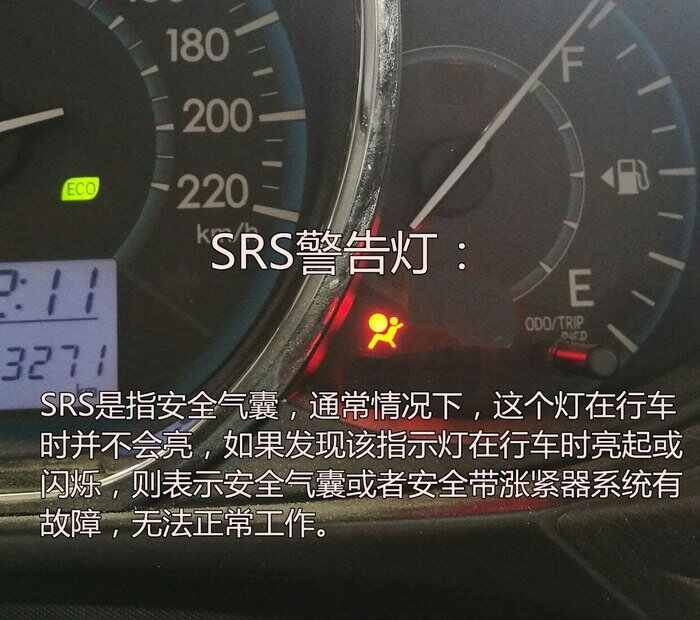 180
F
200
ECO
220
km/h
SRS警告灯：
2:11
E
ODO/TRIP
3271
km
SRS是指安全气囊，通常情况下，这个灯在行车
时并不会亮，如果发现该指示灯在行车时亮起或
闪烁，则表示安全气囊或者安全带涨紧器系统有
故障，无法正常工作。